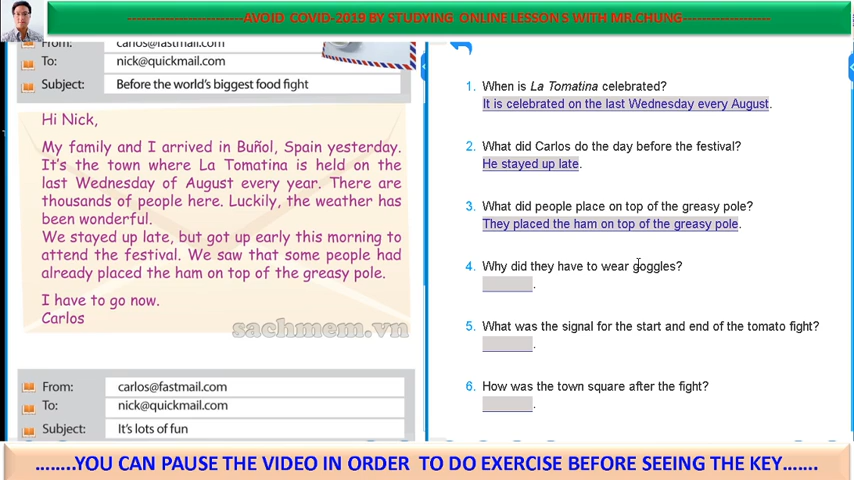 -----------------------AVOID COVID-2019 BY STUDYING ONLINE LESSONS WITH MR.CHUNG------------------
From: carlos@fastmail.com
To: nick@quickmail.com
Subject: Before the world's biggest food fight
Hi Nick,
My family and I arrived in Buñol, Spain yesterday.
It's the town where La Tomatina is held on the
last Wednesday of August every year. There are
thousands of people here. Luckily, the weather has
been wonderful.
We stayed up late, but got up early this morning to
attend the festival. We saw that some people had
already placed the ham on top of the greasy pole.
I have to go now.
Carlos
sachmem.vn
From: carlos@fastmail.com
To: nick@quickmail.com
Subject: It's lots of fun
1. When is La Tomatina celebrated?
It is celebrated on the last Wednesday every August.
2. What did Carlos do the day before the festival?
He stayed up late.
3. What did people place on top of the greasy pole?
They placed the ham on top of the greasy pole.
4. Why did they have to wear goggles?
.
5. What was the signal for the start and end of the tomato fight?
.
6. How was the town square after the fight?
.
........YOU CAN PAUSE THE VIDEO IN ORDER TO DO EXERCISE BEFORE SEEING THE KEY.......